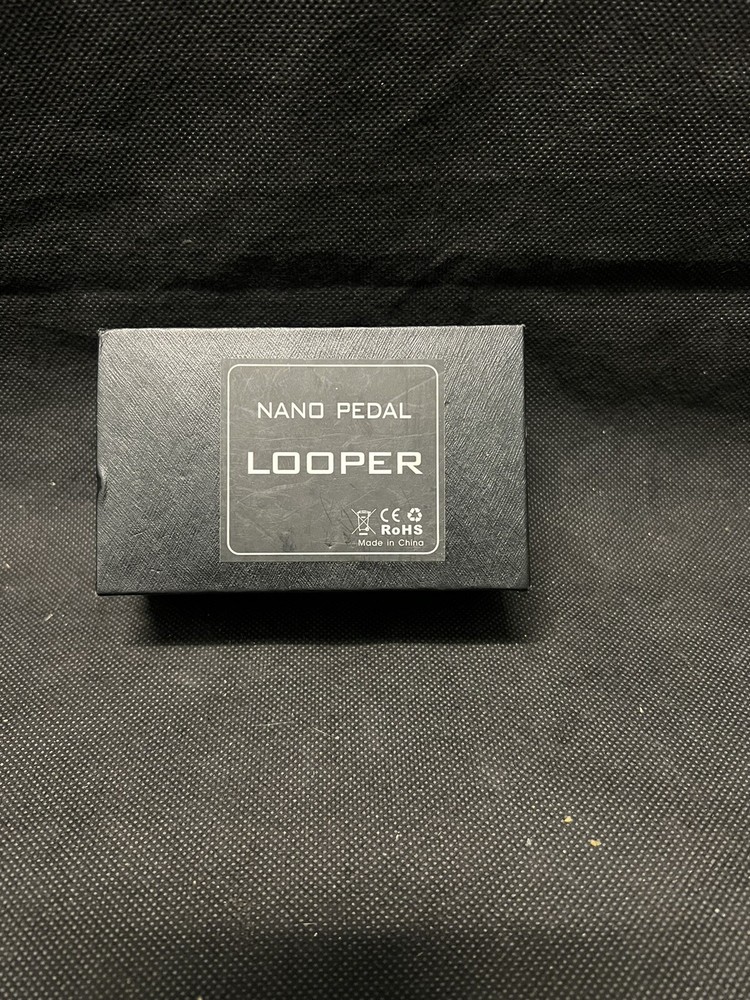 NANO PEDAL
LOOPER
CE
RoHS
Made in China